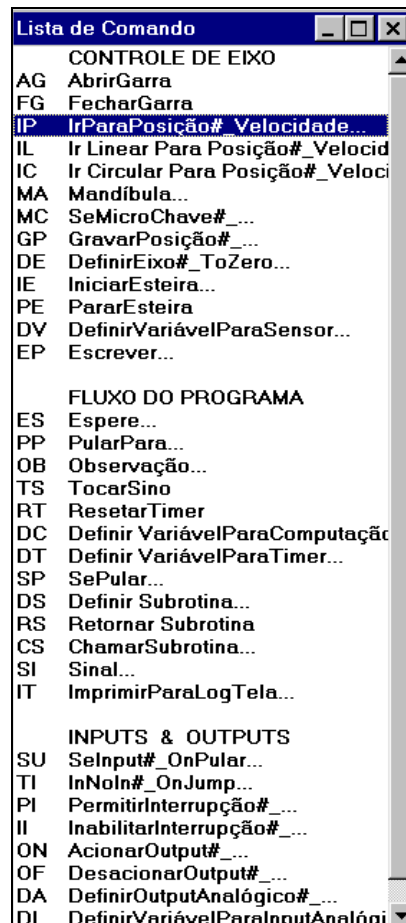 Lista de Comando
CONTROLE DE EIXO
AG AbrirGarra
FG FecharGarra
IP IrParaPosição#_Velocidade...
IL Ir Linear Para Posição#_Velocid
IC Ir Circular Para Posição#_Veloci
MA Mandíbula...
MC SeMicroChave#_...
GP GravarPosição#_...
DE DefinirEixo#_ToZero...
IE IniciarEsteira...
PE PararEsteira
DV DefinirVariávelParaSensor...
EP Escrever...
FLUXO DO PROGRAMA
ES Espere...
PP PularPara...
OB Observação...
TS TocarSino
RT ResetarTimer
DC Definir VariávelParaComputaçãc
DT Definir VariávelParaTimer...
SP SePular...
DS Definir Subrotina...
RS Retornar Subrotina
CS ChamarSubrotina...
SI Sinal...
IT ImprimirParaLogTela...
INPUTS & OUTPUTS
SU SeInput#_OnPular...
TI InNoIn#_OnJump...
PI PermitirInterrupção#_...
II InabilitarInterrupção#_...
ON AcionarOutput#_...
OF DesacionarOutput#_...
DA DefinirOutputAnalógico#_...
DI DefinirVariávelParaInputAnalógi